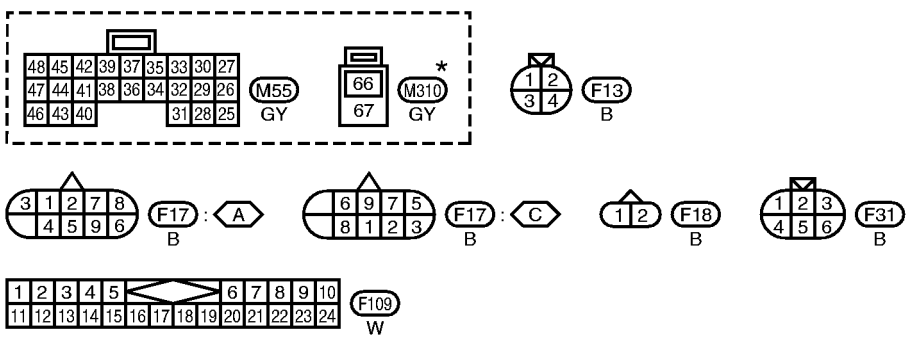 48 45 42 39 37 35 33 30 27
47 44 41 38 36 34 32 29 26
46 43 40 31 28 25
M55
GY
*
66
67
M310
GY
1 2
3 4
F13
B
3 1 2 7 8
4 5 9 6
F17 : A
B
6 9 7 5
8 1 2 3
F17 : C
B
1 2
F18
B
1 2 3
4 5 6
F31
B
1 2 3 4 5 6 7 8 9 10
11 12 13 14 15 16 17 18 19 20 21 22 23 24
F109
W